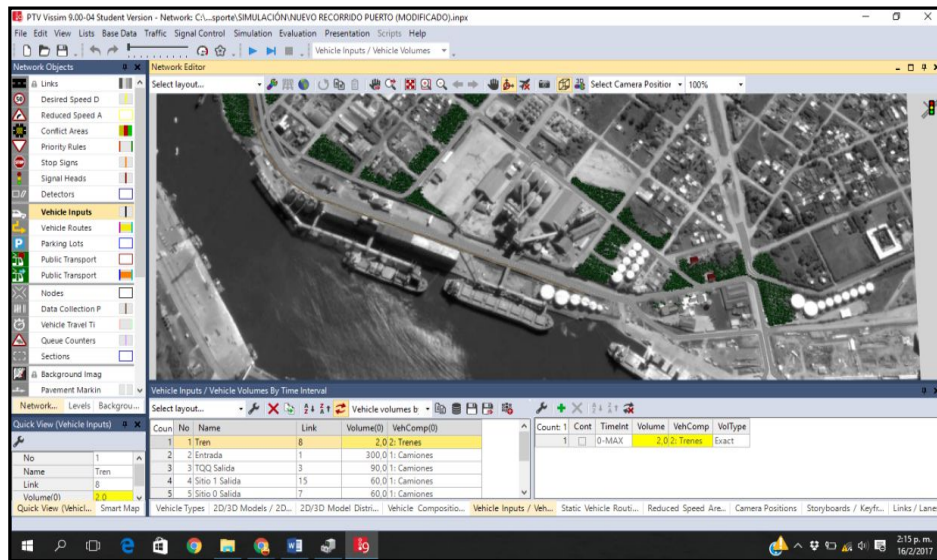 PTV Vissim 9.00-04 Student Version - Network: C:\...sporte\SIMULACIÓN\NUEVO RECORRIDO PUERTO (MODIFICADO).inpx
File Edit View Lists Base Data Traffic Signal Control Simulation Evaluation Presentation Scripts Help
Vehicle Inputs / Vehicle Volumes
Network Objects
Network Editor
Select layout...
Select Camera Position
100%
Links
Desired Speed D
Reduced Speed A
Conflict Areas
Priority Rules
Stop Signs
Signal Heads
Detectors
Vehicle Inputs
Vehicle Routes
Parking Lots
Public Transport
Public Transport
Nodes
Data Collection P
Vehicle Travel Ti
Queue Counters
Sections
Background Imag
Pavement Markin
Network... Levels Backgrou...
Quick View (Vehicle Inputs)
No 1
Name Tren
Link 8
Volume(0) 2,0
Quick View (Vehicl... Smart Map
Vehicle Inputs / Vehicle Volumes By Time Interval
Select layout... Vehicle volumes b
Coun No Name Link Volume(0) VehComp(0)
1 1 Tren 8 2,0 2: Trenes
2 2 Entrada 1 300,0 1: Camiones
3 3 TQQ Salida 3 90,0 1: Camiones
4 4 Sitio 1 Salida 15 60,0 1: Camiones
5 5 Sitio 0 Salida 7 60,0 1: Camiones
Count: 1 Cont TimeInt Volume VehComp VolType
1 0-MAX 2,0 2: Trenes Exact
Vehicle Types 2D/3D Models / 2D... 2D/3D Model Distri... Vehicle Compositio... Vehicle Inputs / Veh... Static Vehicle Routi... Reduced Speed Are... Camera Positions Storyboards / Keyfr... Links / Lane
2:15 p. m.
16/2/2017